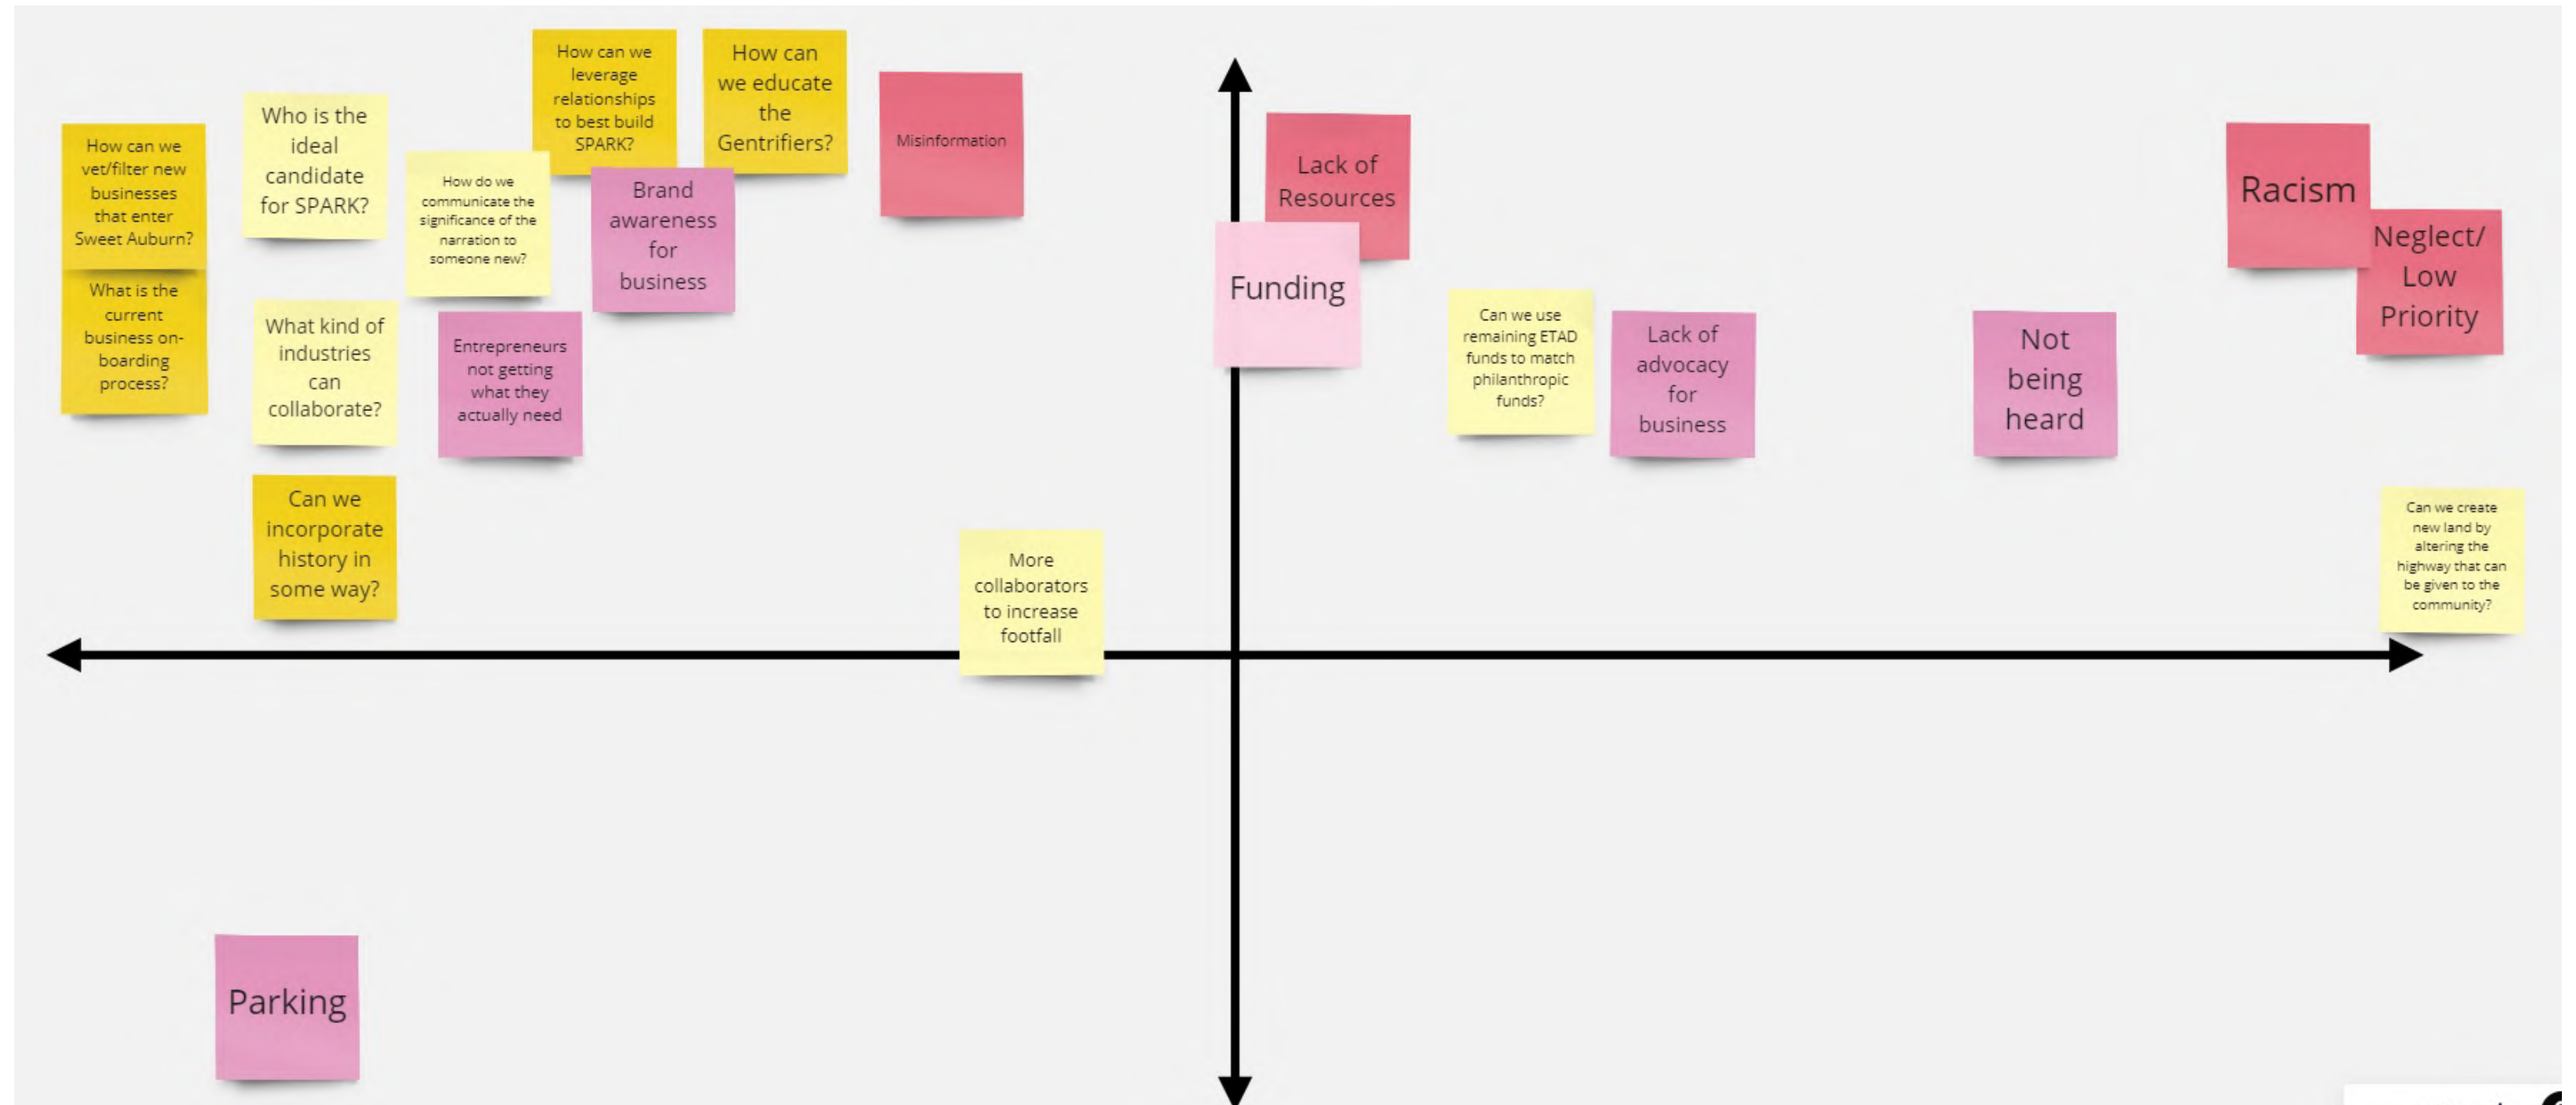 How can we
vet/filter new
businesses
that enter
Sweet Auburn?
What is the
current
business on-
boarding
process?
Who is the
ideal
candidate
for SPARK?
What kind of
industries
can
collaborate?
Can we
incorporate
history in
some way?
How do we
communicate the
significance of the
narration to
someone new?
Entrepreneurs
not getting
what they
actually need
How can we
leverage
relationships
to best build
SPARK?
Brand
awareness
for
business
How can
we educate
the
Gentrifiers?
Misinformation
More
collaborators
to increase
footfall
Parking
Lack of
Resources
Funding
Can we use
remaining ETAD
funds to match
philanthropic
funds?
Lack of
advocacy
for
business
Not
being
heard
Racism
Neglect/
Low
Priority
Can we create
new land by
altering the
highway that can
be given to the
community?